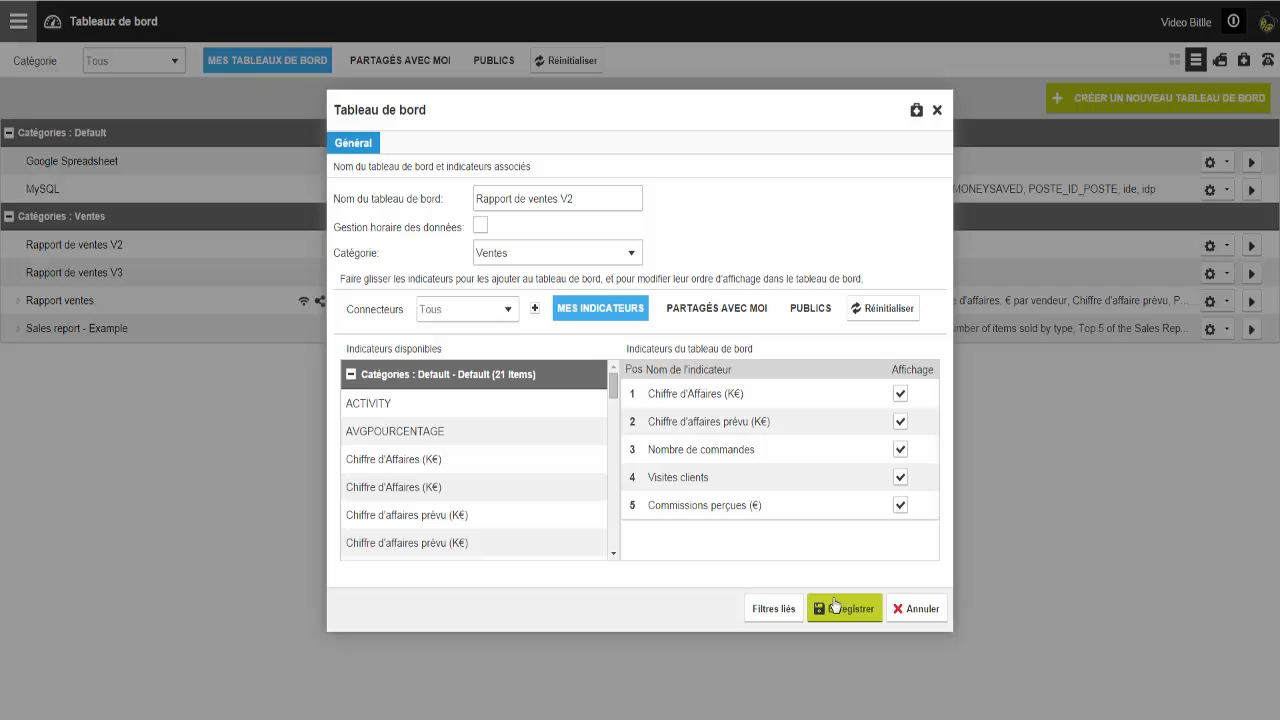 Tableaux de bord
Video Bitlle
Catégorie
Tous
MES TABLEAUX DE BORD
PARTAGÉS AVEC MOI
PUBLICS
Réinitialiser
CRÉER UN NOUVEAU TABLEAU DE BORD
Catégories : Default
Google Spreadsheet
MySQL
MONEYSAVED, POSTE_ID_POSTE, ide, idp
Catégories : Ventes
Rapport de ventes V2
Rapport de ventes V3
Rapport ventes
d'affaires, € par vendeur, Chiffre d'affaire prévu, P...
Sales report - Example
mber of items sold by type, Top 5 of the Sales Rep...
Tableau de bord
Général
Nom du tableau de bord et indicateurs associés
Nom du tableau de bord:
Rapport de ventes V2
Gestion horaire des données:
Catégorie:
Ventes
Faire glisser les indicateurs pour les ajouter au tableau de bord, et pour modifier leur ordre d'affichage dans le tableau de bord.
Connecteurs
Tous
MES INDICATEURS
PARTAGÉS AVEC MOI
PUBLICS
Réinitialiser
Indicateurs disponibles
Catégories : Default - Default (21 Items)
ACTIVITY
AVGPOURCENTAGE
Chiffre d'Affaires (K€)
Chiffre d'Affaires (K€)
Chiffre d'affaires prévu (K€)
Chiffre d'affaires prévu (K€)
Indicateurs du tableau de bord
Pos Nom de l'indicateur Affichage
1 Chiffre d'Affaires (K€)
2 Chiffre d'affaires prévu (K€)
3 Nombre de commandes
4 Visites clients
5 Commissions perçues (€)
Filtres liés
Annuler